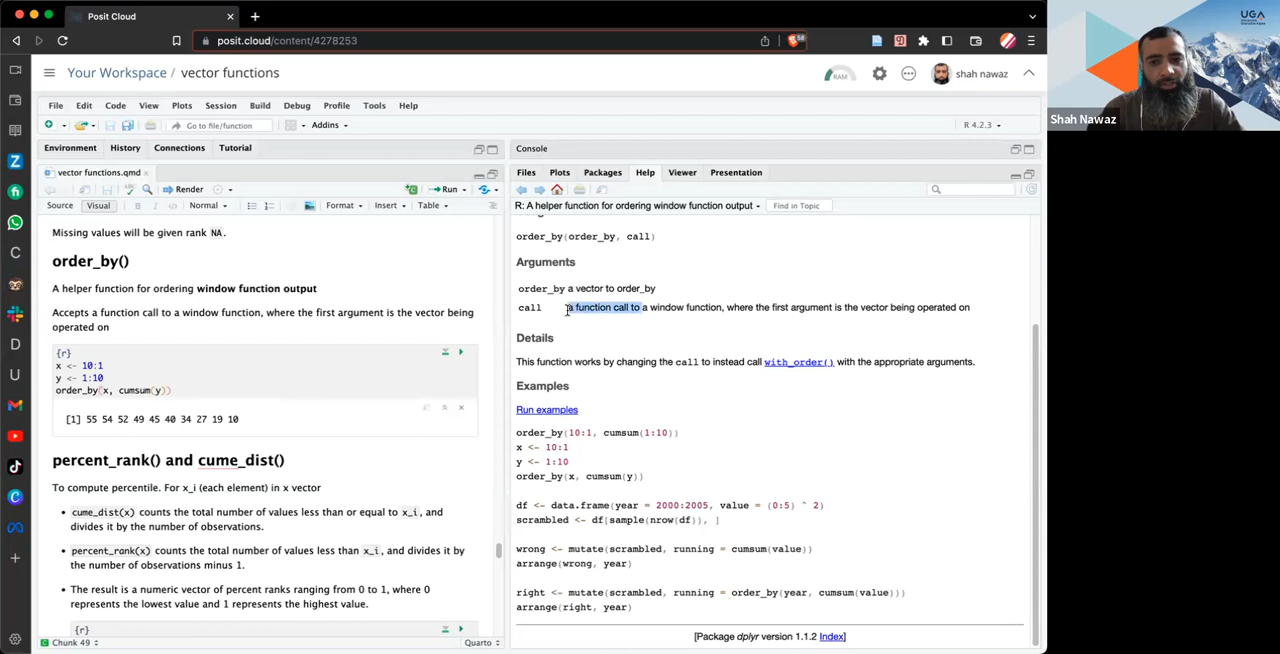 Posit Cloud
posit.cloud/content/4278253
58
UGA
Your Workspace / vector functions
RAM
shah nawaz
Shah Nawaz
File Edit Code View Plots Session Build Debug Profile Tools Help
Go to file/function
Addins
R 4.2.3
Environment History Connections Tutorial
Console
vector functions.qmd
Files Plots Packages Help Viewer Presentation
Render
Run
Source Visual B I </> Normal Format Insert Table
R: A helper function for ordering window function output
Find in Topic
Missing values will be given rank NA.
order_by()
A helper function for ordering window function output
Accepts a function call to a window function, where the first argument is the vector being
operated on
{r}
x <- 10:1
y <- 1:10
order_by(x, cumsum(y))
[1] 55 54 52 49 45 40 34 27 19 10
percent_rank() and cume_dist()
To compute percentile. For x_i (each element) in x vector
cume_dist(x) counts the total number of values less than or equal to x_i, and
divides it by the number of observations.
percent_rank(x) counts the total number of values less than x_i, and divides it by
the number of observations minus 1.
The result is a numeric vector of percent ranks ranging from 0 to 1, where 0
represents the lowest value and 1 represents the highest value.
{r}
Chunk 49
Quarto
order_by(order_by, call)
Arguments
order_by a vector to order_by
call a function call to a window function, where the first argument is the vector being operated on
Details
This function works by changing the call to instead call with_order() with the appropriate arguments.
Examples
Run examples
order_by(10:1, cumsum(1:10))
x <- 10:1
y <- 1:10
order_by(x, cumsum(y))
df <- data.frame(year = 2000:2005, value = (0:5) ^ 2)
scrambled <- df[sample(nrow(df)), ]
wrong <- mutate(scrambled, running = cumsum(value))
arrange(wrong, year)
right <- mutate(scrambled, running = order_by(year, cumsum(value)))
arrange(right, year)
[Package dplyr version 1.1.2 Index]